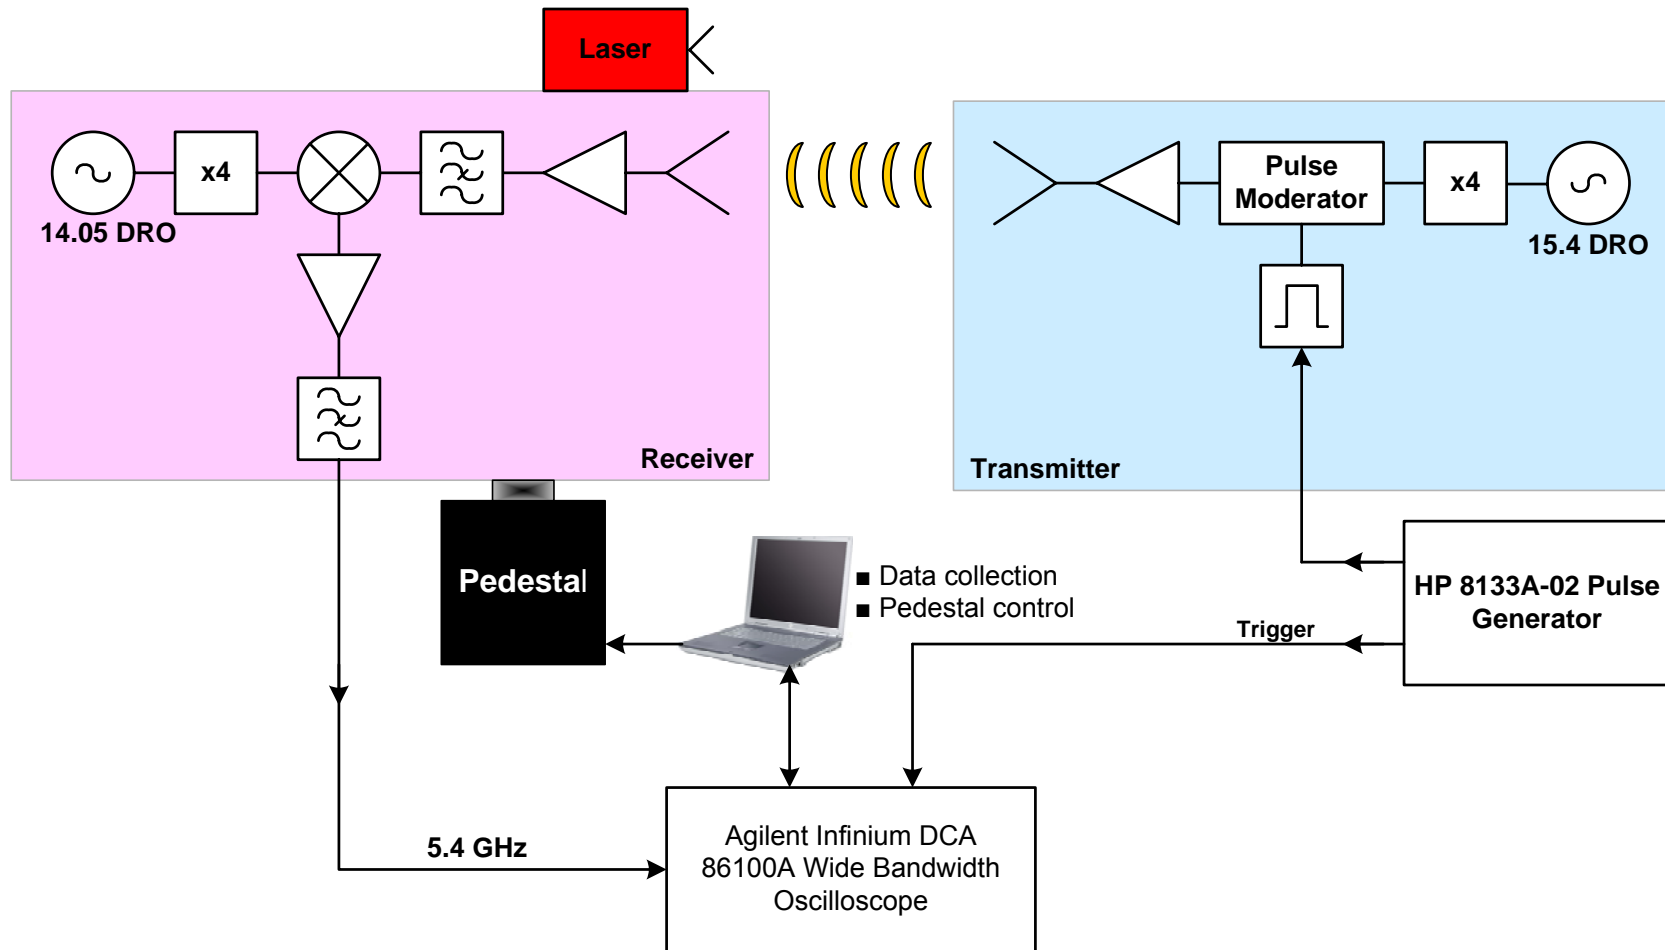 Laser
x4
14.05 DRO
Receiver
Pulse
Moderator
x4
15.4 DRO
Transmitter
Pedestal
■ Data collection
■ Pedestal control
HP 8133A-02 Pulse
Generator
Trigger
5.4 GHz
Agilent Infinium DCA
86100A Wide Bandwidth
Oscilloscope